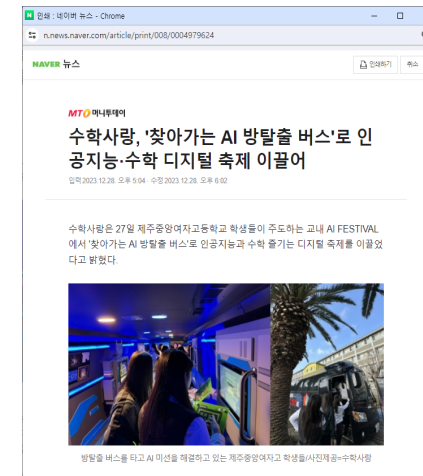 인쇄 : 네이버 뉴스 - Chrome
n.news.naver.com/article/print/008/0004979624
NAVER 뉴스
인쇄하기
취소
MTO 머니투데이
수학사랑, '찾아가는 AI 방탈출 버스'로 인
공지능·수학 디지털 축제 이끌어
입력 2023.12.28. 오후 5:04 · 수정 2023.12.28. 오후 6:02
수학사랑은 27일 제주중앙여자고등학교 학생들이 주도하는 교내 AI FESTIVAL
에서 '찾아가는 AI 방탈출 버스'로 인공지능과 수학 즐기는 디지털 축제를 이끌었
다고 밝혔다.
방탈출 버스를 타고 AI 미션을 해결하고 있는 제주중앙여자고 학생들/사진제공=수학사랑